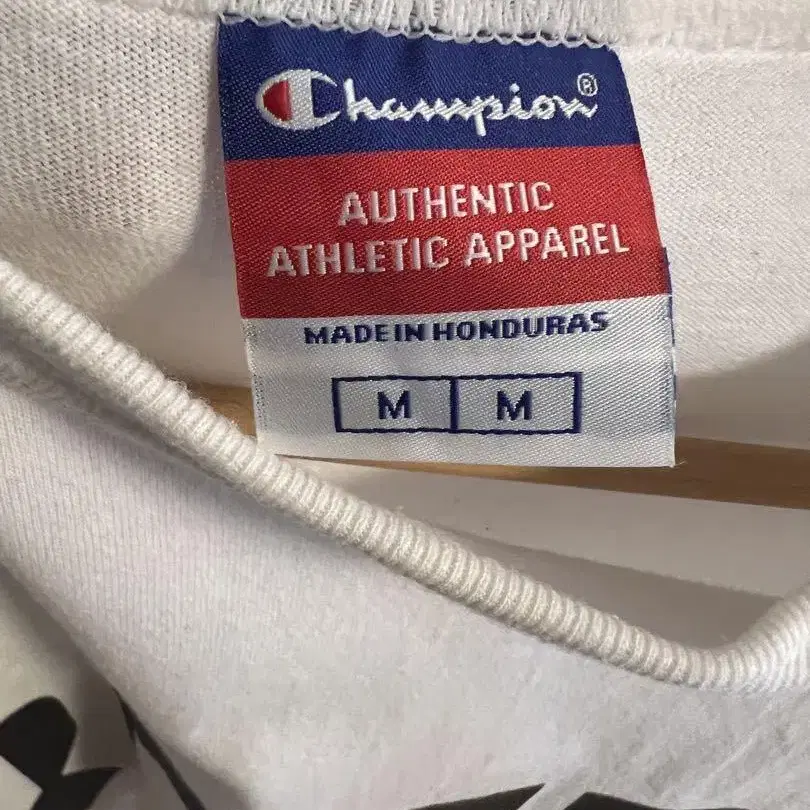 Champion®
AUTHENTIC
ATHLETIC APPAREL
MADE IN HONDURAS
M M